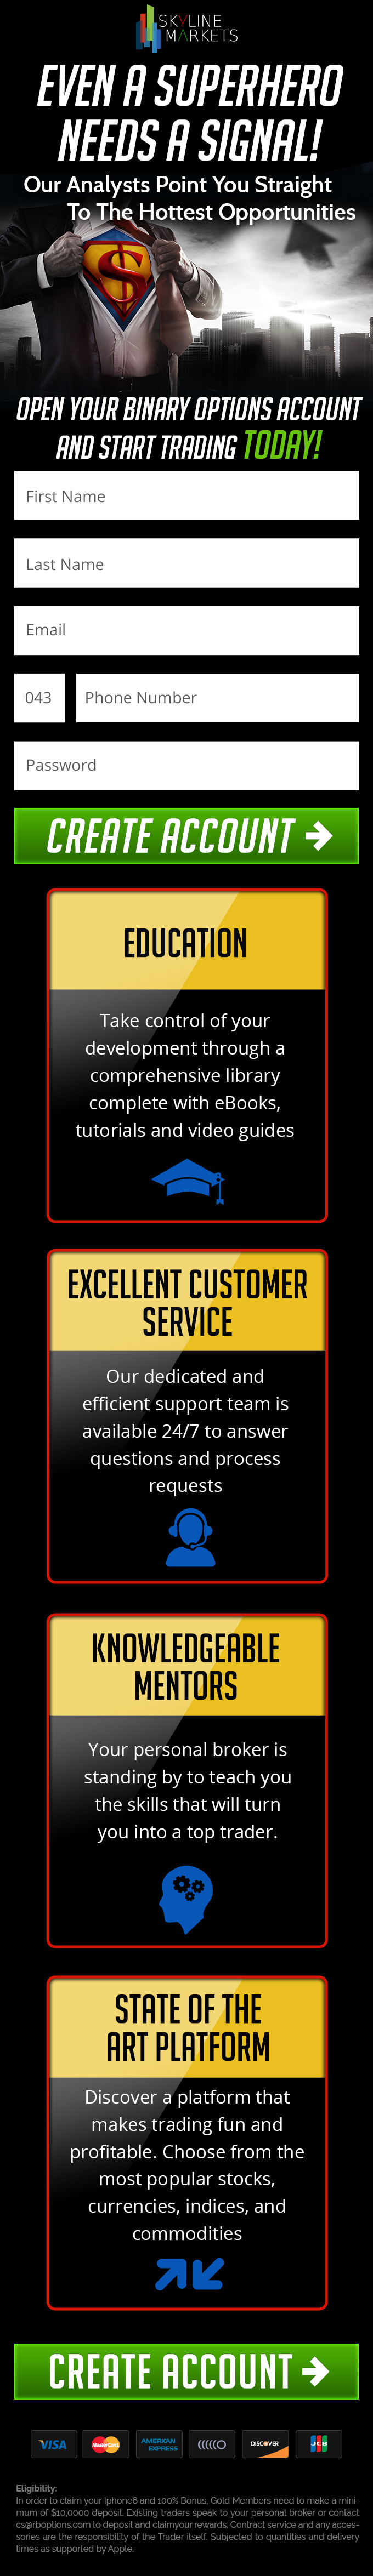 SKYLINE
MARKETS
EVEN A SUPERHERO
NEEDS A SIGNAL!
Our Analysts Point You Straight
To The Hottest Opportunities
S
OPEN YOUR BINARY OPTIONS ACCOUNT
AND START TRADING TODAY!
First Name
Last Name
Email
043 Phone Number
Password
CREATE ACCOUNT
EDUCATION
Take control of your
development through a
comprehensive library
complete with eBooks,
tutorials and video guides
EXCELLENT CUSTOMER
SERVICE
Our dedicated and
efficient support team is
available 24/7 to answer
questions and process
requests
KNOWLEDGEABLE
MENTORS
Your personal broker is
standing by to teach you
the skills that will turn
you into a top trader.
STATE OF THE
ART PLATFORM
Discover a platform that
makes trading fun and
profitable. Choose from the
most popular stocks,
currencies, indices, and
commodities
CREATE ACCOUNT
VISA MasterCard AMERICAN EXPRESS DISCOVER JCB
Eligibility:
In order to claim your Iphone6 and 100% Bonus, Gold Members need to make a mini-
mum of $10,0000 deposit. Existing traders speak to your personal broker or contact
cs@rboptions.com to deposit and claimyour rewards. Contract service and any acces-
sories are the responsibility of the Trader itself. Subjected to quantities and delivery
times as supported by Apple.